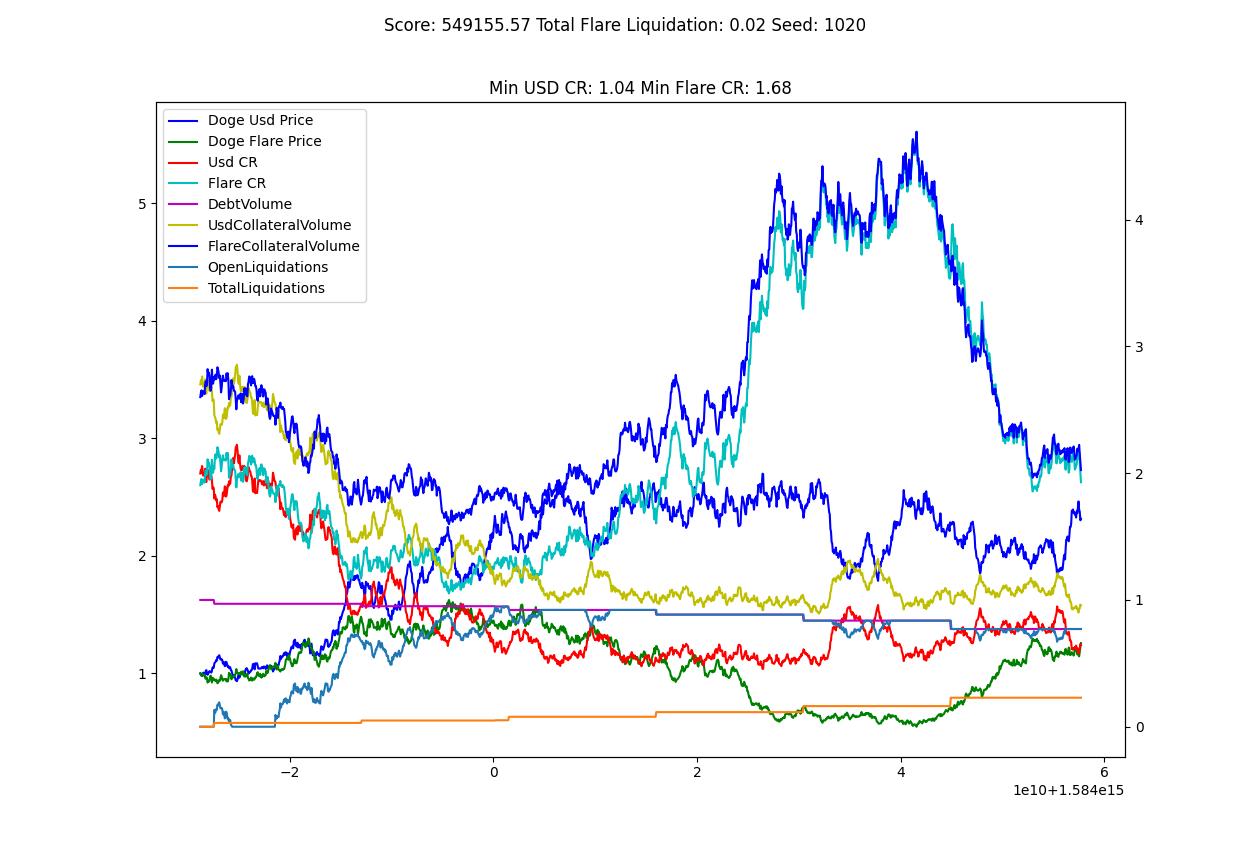 Score: 549155.57 Total Flare Liquidation: 0.02 Seed: 1020
Min USD CR: 1.04 Min Flare CR: 1.68
Doge Usd Price
Doge Flare Price
Usd CR
Flare CR
DebtVolume
UsdCollateralVolume
FlareCollateralVolume
OpenLiquidations
TotalLiquidations
5
4
3
2
1
4
3
2
1
0
−2
0
2
4
6
1e10+1.584e15